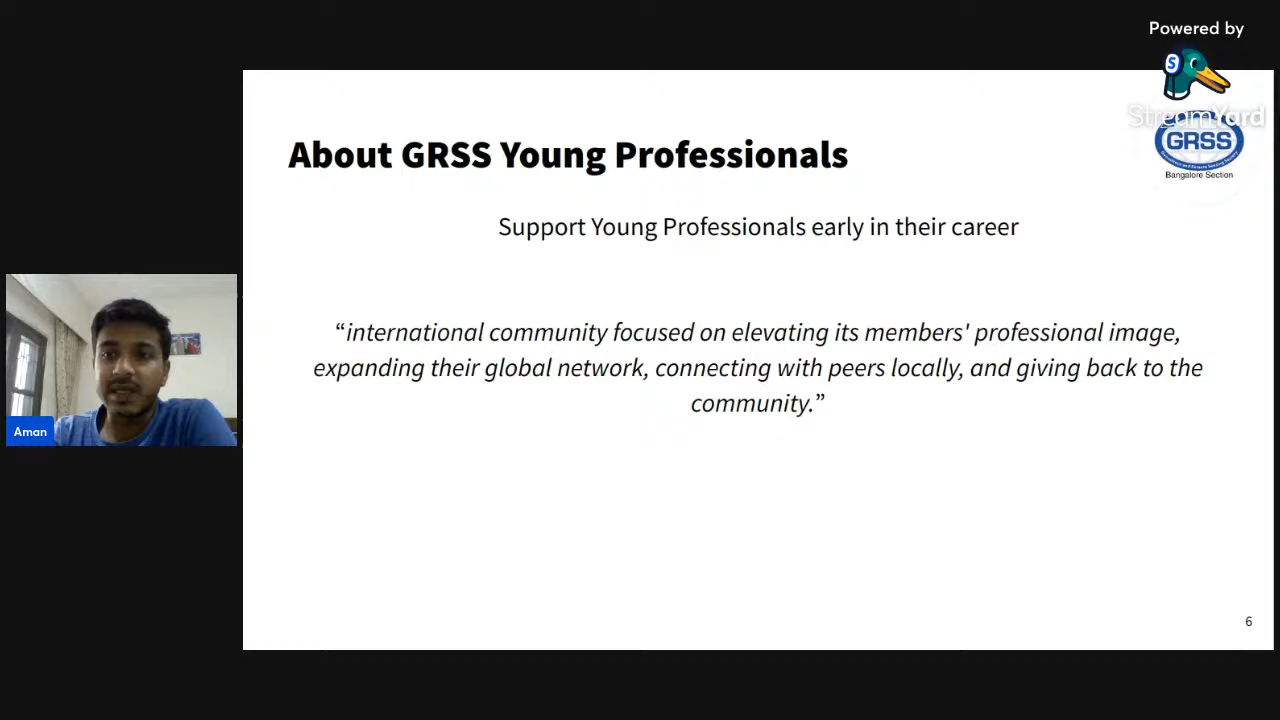 Powered by
StreamYard
GRSS
Bangalore Section
About GRSS Young Professionals
Support Young Professionals early in their career
“international community focused on elevating its members' professional image,
expanding their global network, connecting with peers locally, and giving back to the
community.”
Aman
6